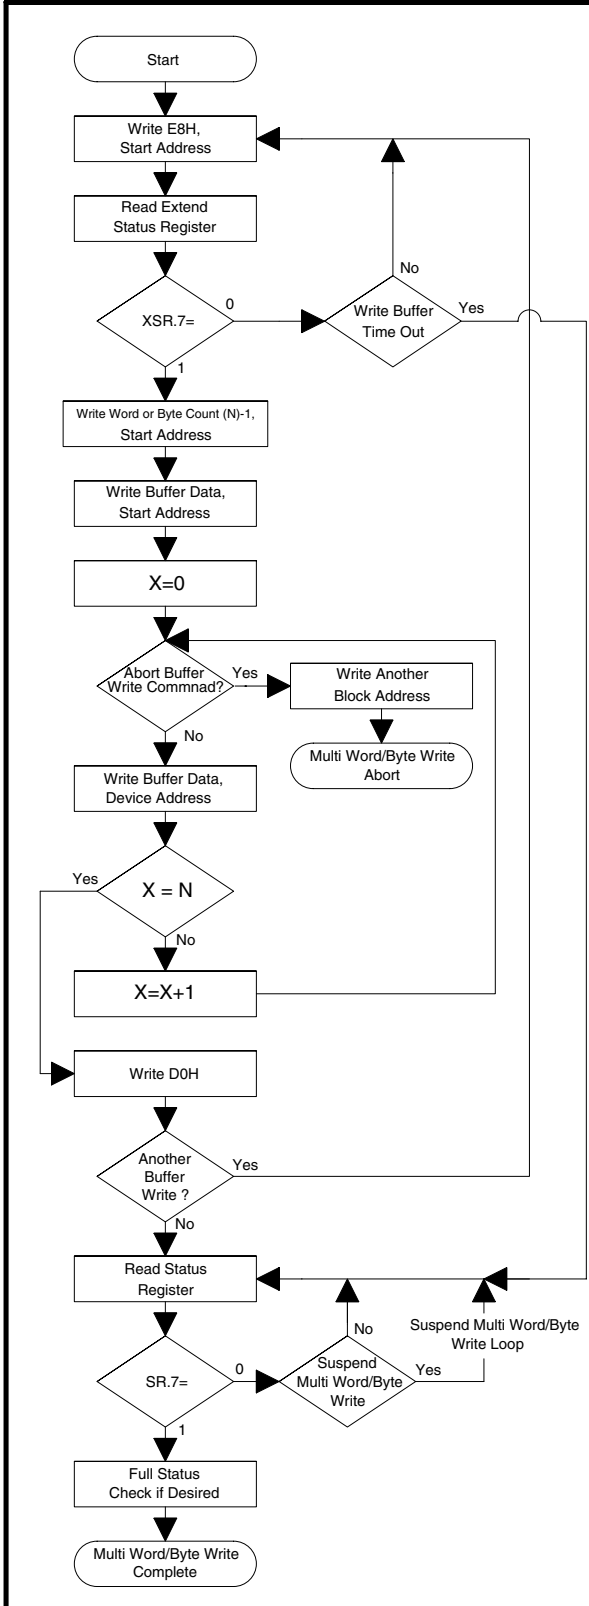 Start
Write E8H,
Start Address
Read Extend
Status Register
No
0
Yes
XSR.7=
Write Buffer
Time Out
1
Write Word or Byte Count (N)-1,
Start Address
Write Buffer Data,
Start Address
X=0
Abort Buffer
Write Commnad?
Yes
Write Another
Block Address
No
Multi Word/Byte Write
Abort
Write Buffer Data,
Device Address
Yes
X = N
No
X=X+1
Write D0H
Another
Buffer
Write ?
Yes
No
Read Status
Register
No
Suspend Multi Word/Byte
Write Loop
SR.7=
0
Suspend
Multi Word/Byte
Write
Yes
1
Full Status
Check if Desired
Multi Word/Byte Write
Complete